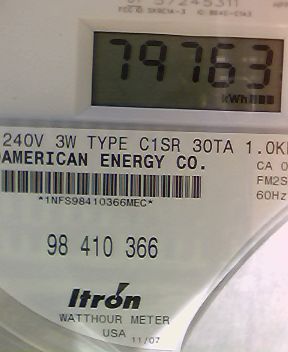 79763
kWh
240V 3W TYPE C1SR 30TA 1.0K
AMERICAN ENERGY CO.
CA 0
FM2S
60Hz
*1NFS98410366MEC*
98 410 366
Itron
WATTHOUR METER
USA 11/07